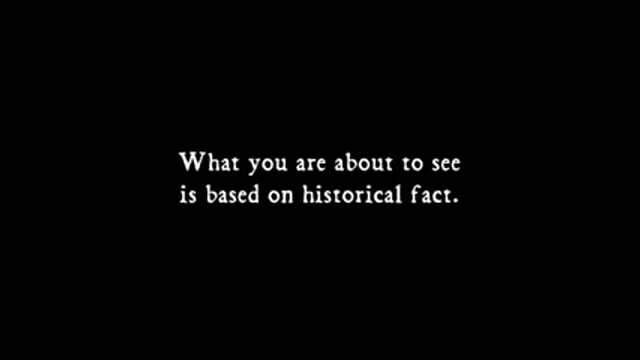 What you are about to see
is based on historical fact.